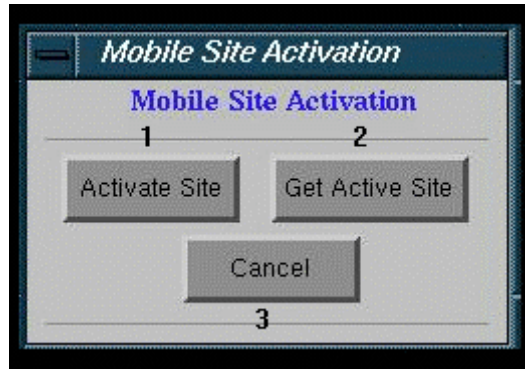 Mobile Site Activation
Mobile Site Activation
1 2
Activate Site Get Active Site
Cancel
3